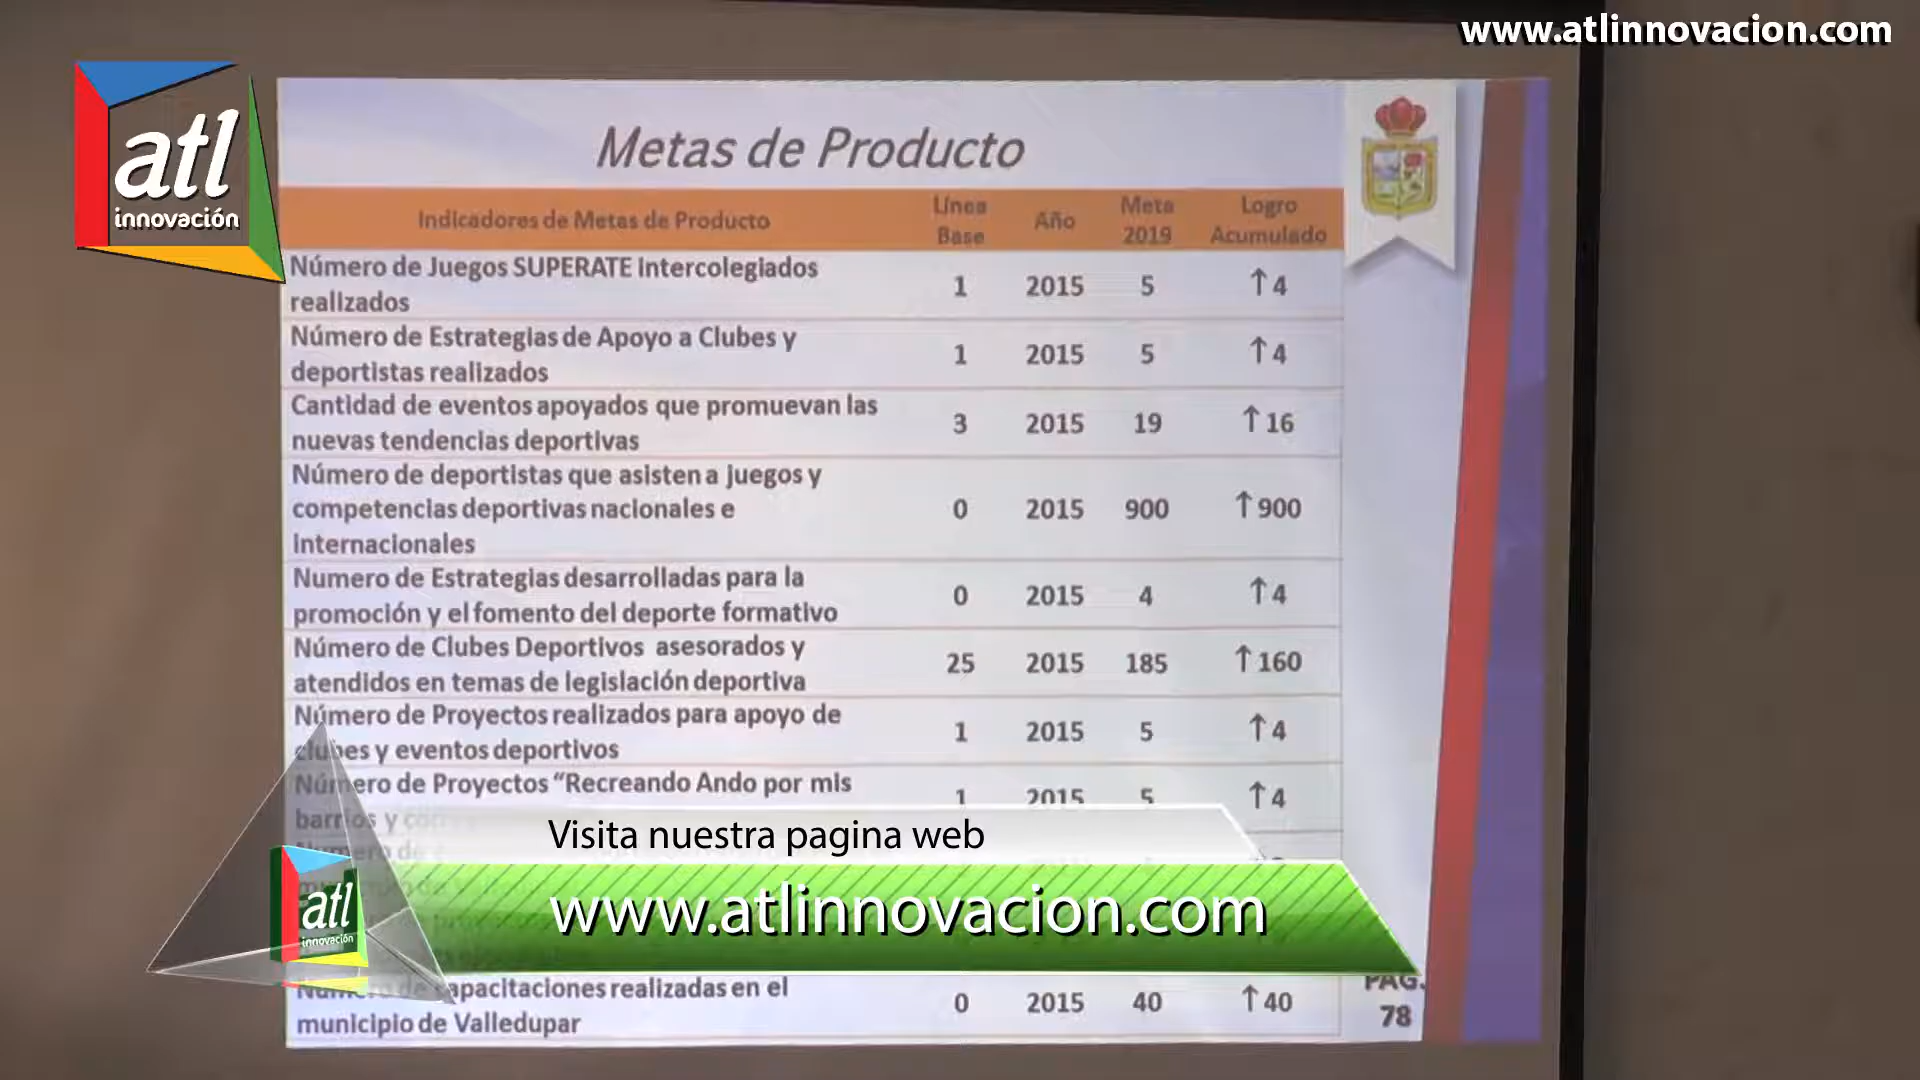 www.atlinnovacion.com
atl
innovación
Metas de Producto
Indicadores de Metas de Producto Línea Base Año Meta 2019 Logro Acumulado
Número de Juegos SUPERATE Intercolegiados
realizados 1 2015 5 ↑4
Número de Estrategias de Apoyo a Clubes y
deportistas realizados 1 2015 5 ↑4
Cantidad de eventos apoyados que promuevan las
nuevas tendencias deportivas 3 2015 19 ↑16
Número de deportistas que asisten a juegos y
competencias deportivas nacionales e
Internacionales 0 2015 900 ↑900
Numero de Estrategias desarrolladas para la
promoción y el fomento del deporte formativo 0 2015 4 ↑4
Número de Clubes Deportivos asesorados y
atendidos en temas de legislación deportiva 25 2015 185 ↑160
Número de Proyectos realizados para apoyo de
clubes y eventos deportivos 1 2015 5 ↑4
Número de Proyectos “Recreando Ando por mis
barrios y 1 2015 5 ↑4
Visita nuestra pagina web
www.atlinnovacion.com
atl
innovación
Número de capacitaciones realizadas en el
municipio de Valledupar 0 2015 40 ↑40
PAG.
78